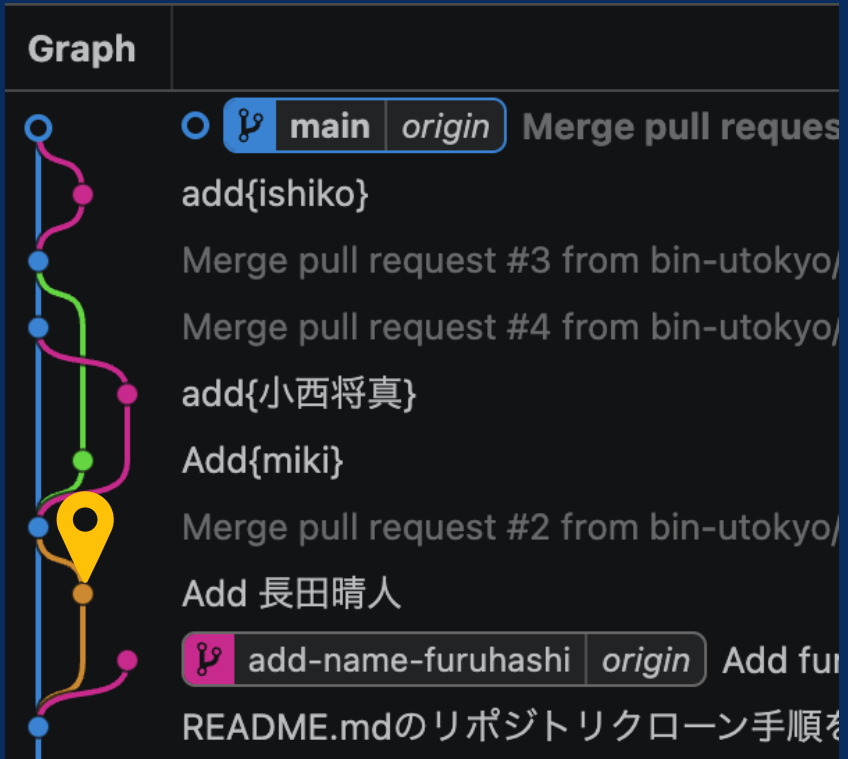 Graph
main origin Merge pull reques
add{ishiko}
Merge pull request #3 from bin-utokyo/
Merge pull request #4 from bin-utokyo/
add{小西将真}
Add{miki}
Merge pull request #2 from bin-utokyo/
Add 長田晴人
add-name-furuhashi origin Add fur
README.mdのリポジトリクローン手順を